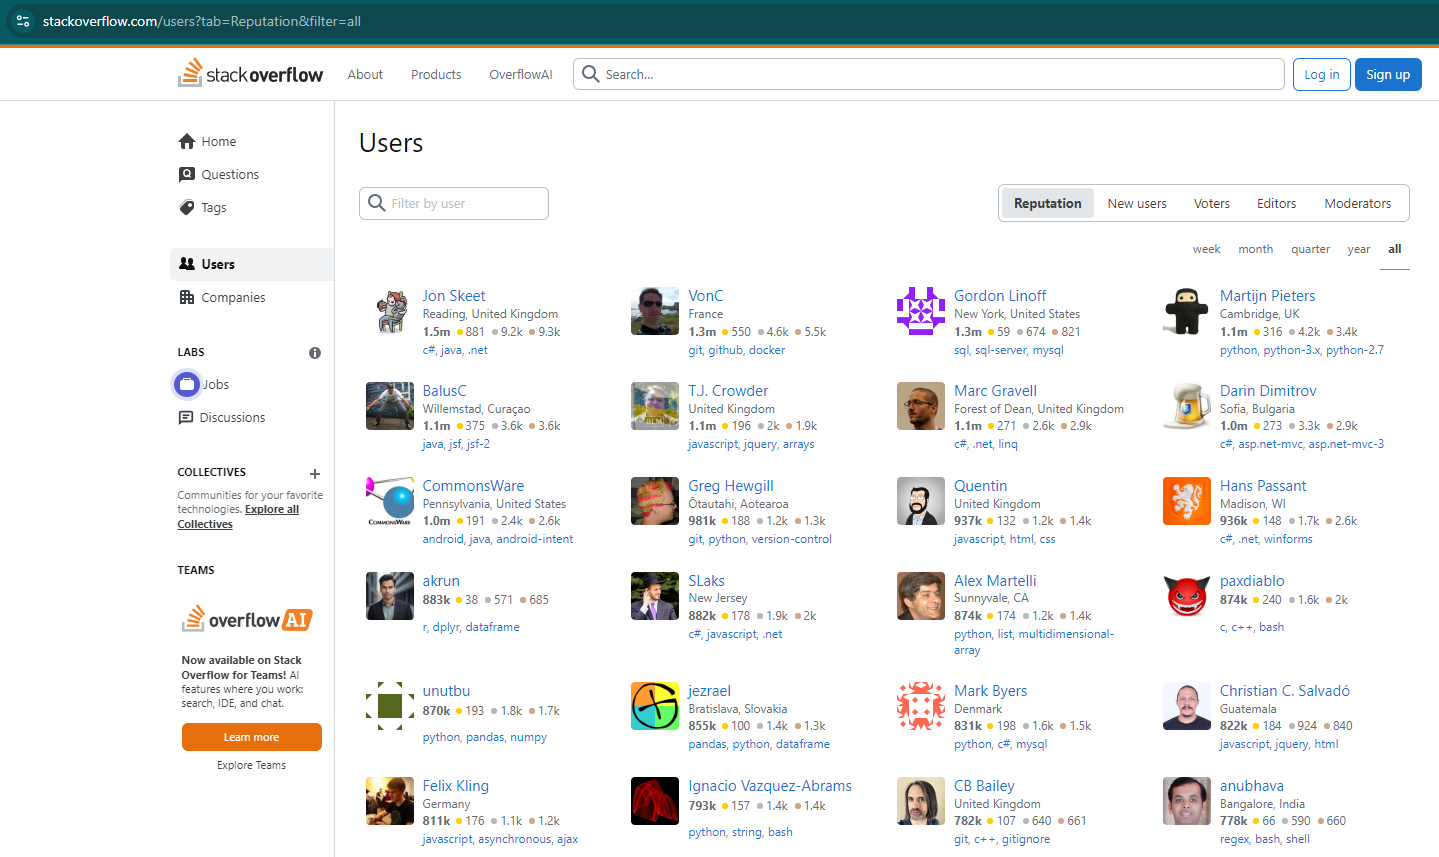 stackoverflow.com/users?tab=Reputation&filter=all
stack overflow
About
Products
OverflowAI
Search...
Log in
Sign up
Home
Questions
Tags
Users
Companies
LABS
Jobs
Discussions
COLLECTIVES
Communities for your favorite
technologies. Explore all
Collectives
TEAMS
overflow AI
Now available on Stack
Overflow for Teams! AI
features where you work:
search, IDE, and chat.
Learn more
Explore Teams
Users
Filter by user
Reputation
New users
Voters
Editors
Moderators
week
month
quarter
year
all
Jon Skeet
Reading, United Kingdom
1.5m 881 9.2k 9.3k
c#, java, .net
VonC
France
1.3m 550 4.6k 5.5k
git, github, docker
Gordon Linoff
New York, United States
1.3m 59 674 821
sql, sql-server, mysql
Martijn Pieters
Cambridge, UK
1.1m 316 4.2k 3.4k
python, python-3.x, python-2.7
BalusC
Willemstad, Curaçao
1.1m 375 3.6k 3.6k
java, jsf, jsf-2
T.J. Crowder
United Kingdom
1.1m 196 2k 1.9k
javascript, jquery, arrays
Marc Gravell
Forest of Dean, United Kingdom
1.1m 271 2.6k 2.9k
c#, .net, linq
Darin Dimitrov
Sofia, Bulgaria
1.0m 273 3.3k 2.9k
c#, asp.net-mvc, asp.net-mvc-3
COMMONSWARE
CommonsWare
Pennsylvania, United States
1.0m 191 2.4k 2.6k
android, java, android-intent
Greg Hewgill
Ōtautahi, Aotearoa
981k 188 1.2k 1.3k
git, python, version-control
Quentin
United Kingdom
937k 132 1.2k 1.4k
javascript, html, css
Hans Passant
Madison, WI
936k 148 1.7k 2.6k
c#, .net, winforms
akrun
883k 38 571 685
r, dplyr, dataframe
SLaks
New Jersey
882k 178 1.9k 2k
c#, javascript, .net
Alex Martelli
Sunnyvale, CA
874k 174 1.2k 1.4k
python, list, multidimensional-
array
paxdiablo
874k 240 1.6k 2k
c, c++, bash
unutbu
870k 193 1.8k 1.7k
python, pandas, numpy
jezrael
Bratislava, Slovakia
855k 100 1.4k 1.3k
pandas, python, dataframe
Mark Byers
Denmark
831k 198 1.6k 1.5k
python, c#, mysql
Christian C. Salvadó
Guatemala
822k 184 924 840
javascript, jquery, html
Felix Kling
Germany
811k 176 1.1k 1.2k
javascript, asynchronous, ajax
Ignacio Vazquez-Abrams
793k 157 1.4k 1.4k
python, string, bash
CB Bailey
United Kingdom
782k 107 640 661
git, c++, gitignore
anubhava
Bangalore, India
778k 66 590 660
regex, bash, shell